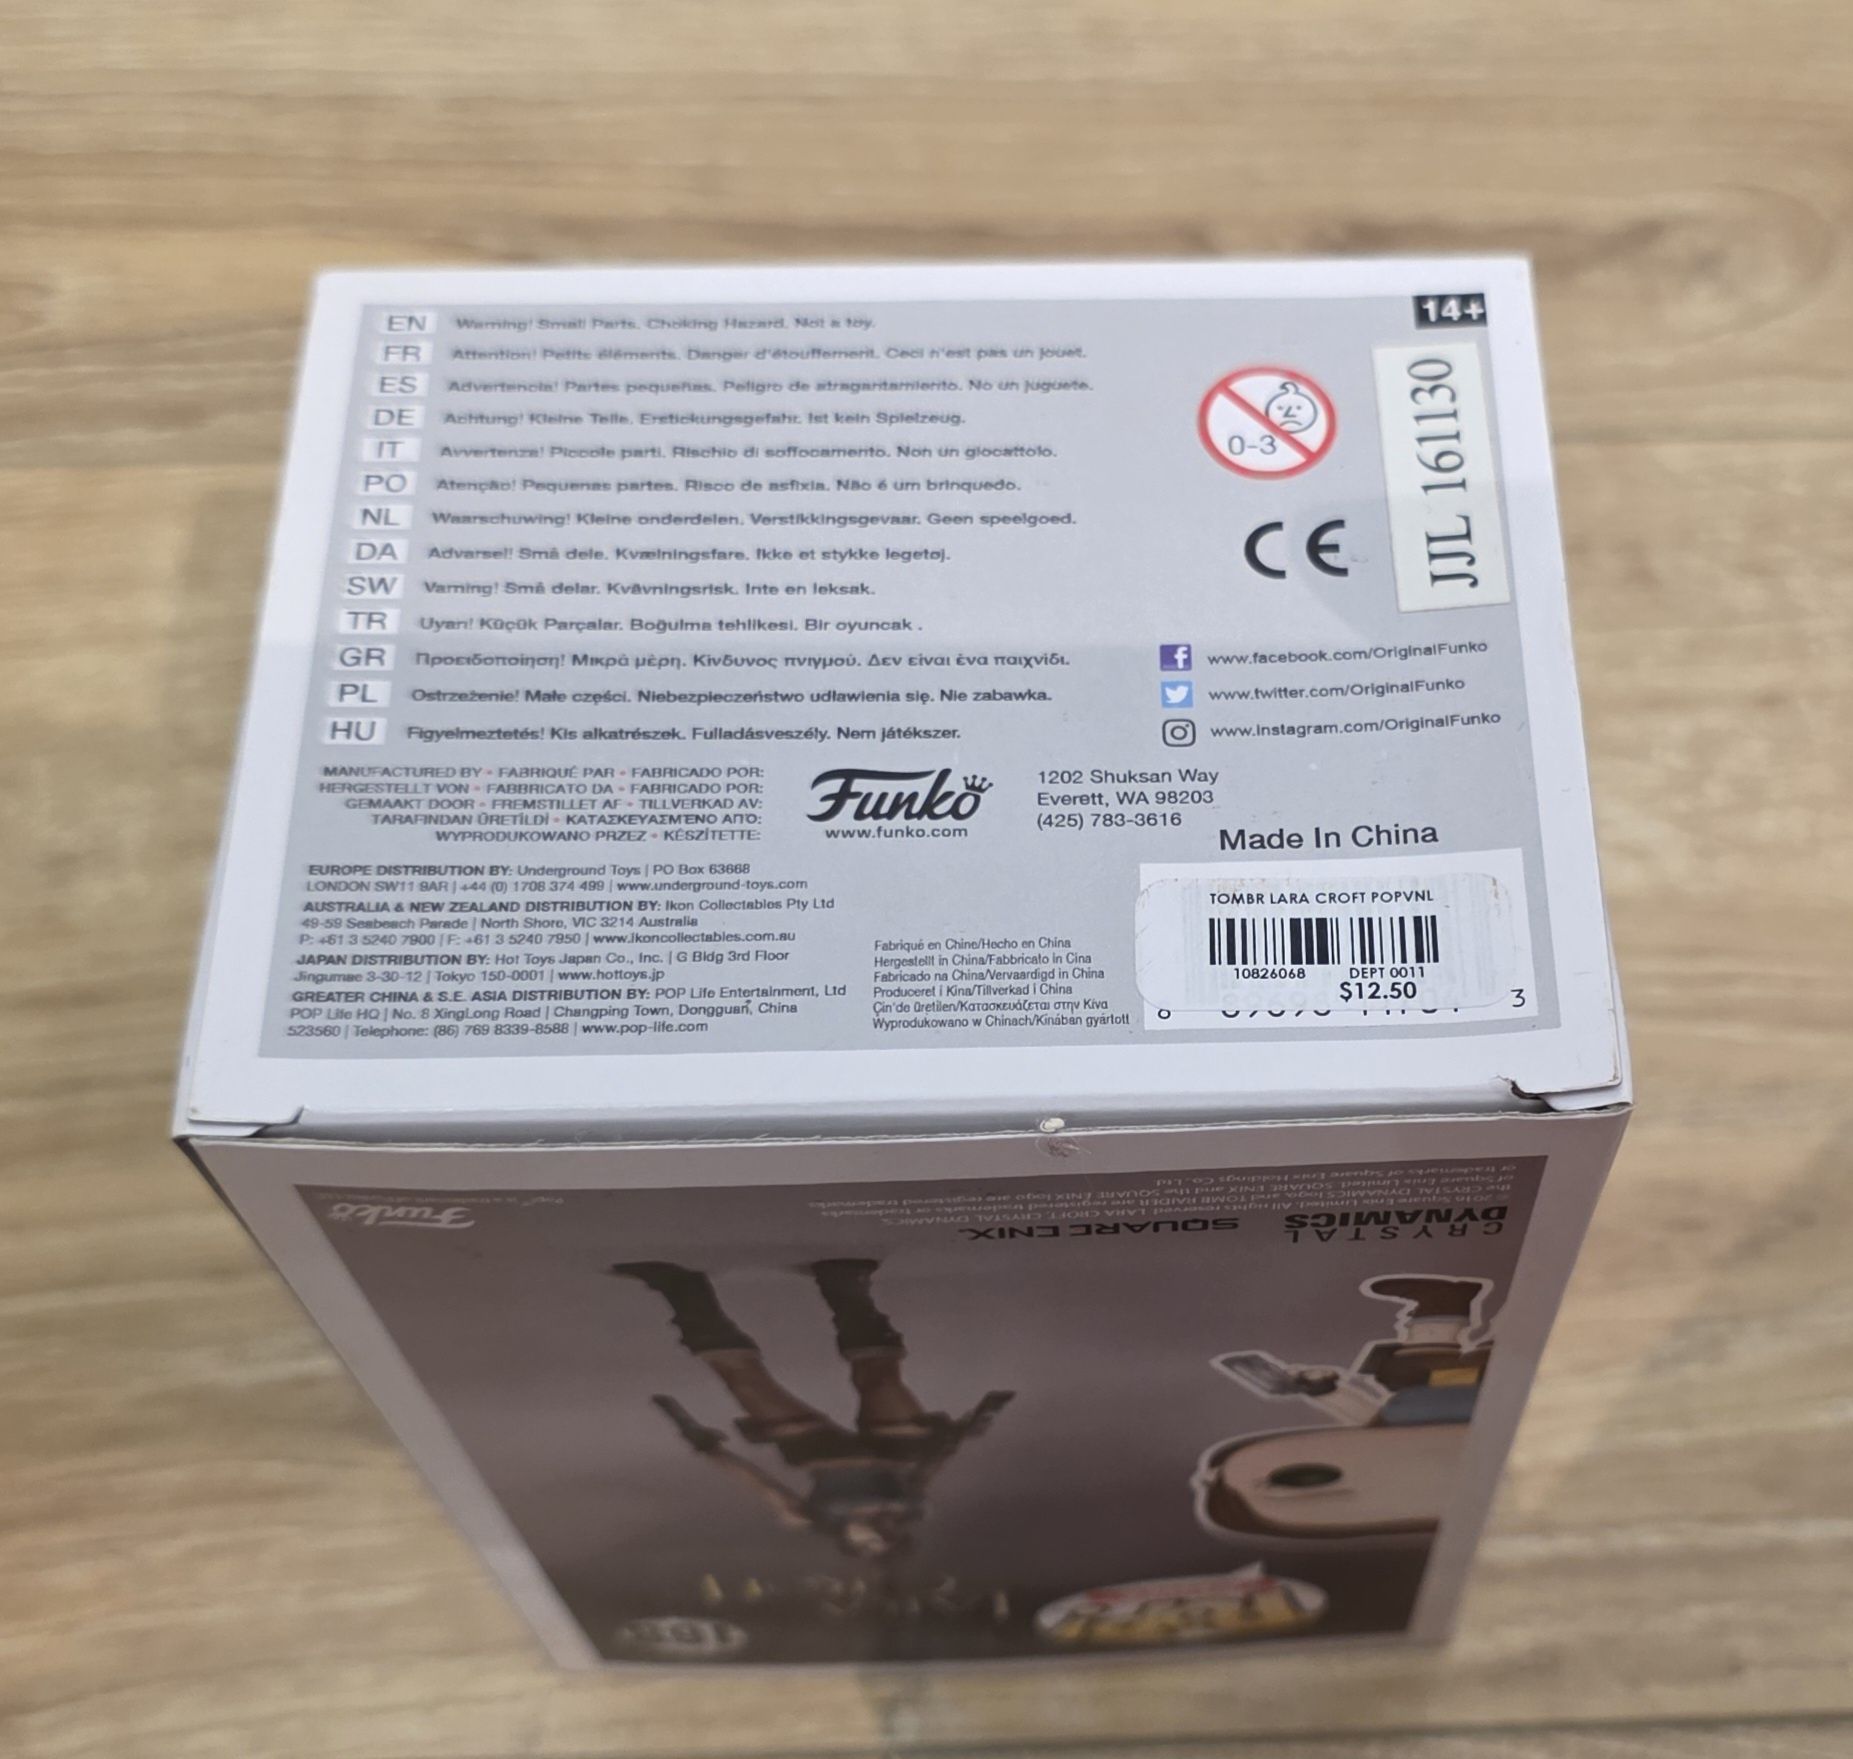 14+
EN Warning! Small Parts. Choking Hazard. Not a toy.
FR Attention! Petits éléments. Danger d'étouffement. Ceci n'est pas un jouet.
ES Advertencia! Partes pequeñas. Peligro de atragantamiento. No un juguete.
DE Achtung! Kleine Teile. Erstickungsgefahr. Ist kein Spielzeug.
IT Avvertenza! Piccole parti. Rischio di soffocamento. Non un giocattolo.
PO Atenção! Pequenas partes. Risco de asfixia. Não é um brinquedo.
NL Waarschuwing! Kleine onderdelen. Verstikkingsgevaar. Geen speelgoed.
DA Advarsel! Små dele. Kvælningsfare. Ikke et stykke legetøj.
SW Varning! Små delar. Kvävningsrisk. Inte en leksak.
TR Uyarı! Küçük Parçalar. Boğulma tehlikesi. Bir oyuncak .
GR Προειδοποίηση! Μικρά μέρη. Κίνδυνος πνιγμού. Δεν είναι ένα παιχνίδι.
PL Ostrzeżenie! Małe części. Niebezpieczeństwo udławienia się. Nie zabawka.
HU Figyelmeztetés! Kis alkatrészek. Fulladásveszély. Nem játékszer.
0-3
CE
JJL 161130
www.facebook.com/OriginalFunko
www.twitter.com/OriginalFunko
www.instagram.com/OriginalFunko
MANUFACTURED BY • FABRIQUÉ PAR • FABRICADO POR:
HERGESTELLT VON • FABBRICATO DA • FABRICADO POR:
GEMAAKT DOOR • FREMSTILLET AF • TILLVERKAD AV:
TARAFINDAN ÜRETİLDİ • ΚΑΤΑΣΚΕΥΑΣΜΕΝΟ ΑΠΌ:
WYPRODUKOWANO PRZEZ • KÉSZÍTETTE:
Funko
www.funko.com
1202 Shuksan Way
Everett, WA 98203
(425) 783-3616
Made In China
EUROPE DISTRIBUTION BY: Underground Toys | PO Box 63668
LONDON SW11 9AR | +44 (0) 1708 374 499 | www.underground-toys.com
AUSTRALIA & NEW ZEALAND DISTRIBUTION BY: Ikon Collectables Pty Ltd
49-59 Seabeach Parade | North Shore, VIC 3214 Australia
P: +61 3 5240 7900 | F: +61 3 5240 7950 | www.ikoncollectables.com.au
JAPAN DISTRIBUTION BY: Hot Toys Japan Co., Inc. | G Bldg 3rd Floor
Jingumae 3-30-12 | Tokyo 150-0001 | www.hottoys.jp
GREATER CHINA & S.E. ASIA DISTRIBUTION BY: POP Life Entertainment, Ltd
POP Life HQ | No. 8 XingLong Road | Changping Town, Dongguan, China
523560 | Telephone: (86) 769 8339-8588 | www.pop-life.com
Fabriqué en Chine/Hecho en China
Hergestellt in China/Fabbricato in Cina
Fabricado na China/Vervaardigd in China
Produceret i Kina/Tillverkad i China
Çin'de üretilen/Κατασκευάζεται στην Κίνα
Wyprodukowano w Chinach/Kínában gyártott
TOMBR LARA CROFT POPVNL
10826068 DEPT 0011
$12.50
3
CRYSTAL
DYNAMICS
SQUARE ENIX.
Funko